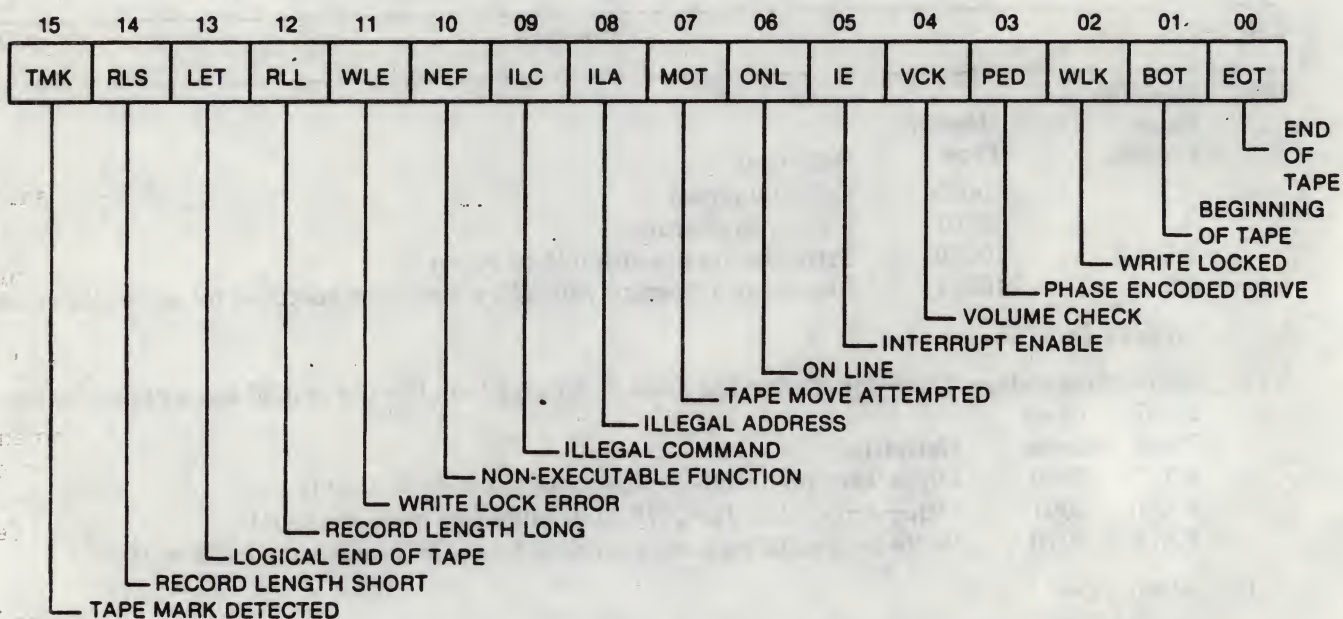 15 14 13 12 11 10 09 08 07 06 05 04 03 02 01 00
TMK RLS LET RLL WLE NEF ILC ILA MOT ONL IE VCK PED WLK BOT EOT
END
OF
TAPE
BEGINNING
OF TAPE
WRITE LOCKED
PHASE ENCODED DRIVE
VOLUME CHECK
INTERRUPT ENABLE
ON LINE
TAPE MOVE ATTEMPTED
ILLEGAL ADDRESS
ILLEGAL COMMAND
NON-EXECUTABLE FUNCTION
WRITE LOCK ERROR
RECORD LENGTH LONG
LOGICAL END OF TAPE
RECORD LENGTH SHORT
TAPE MARK DETECTED